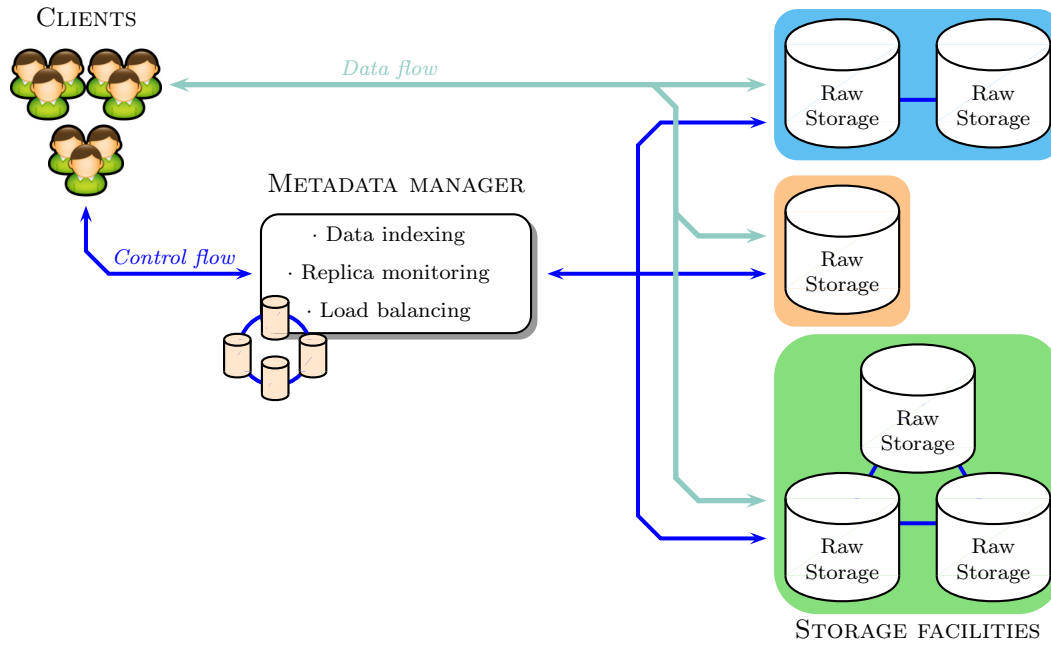 Clients
Data flow
Raw
Storage
Raw
Storage
Metadata manager
· Data indexing
· Replica monitoring
· Load balancing
Control flow
Raw
Storage
Raw
Storage
Raw
Storage
Raw
Storage
Storage facilities